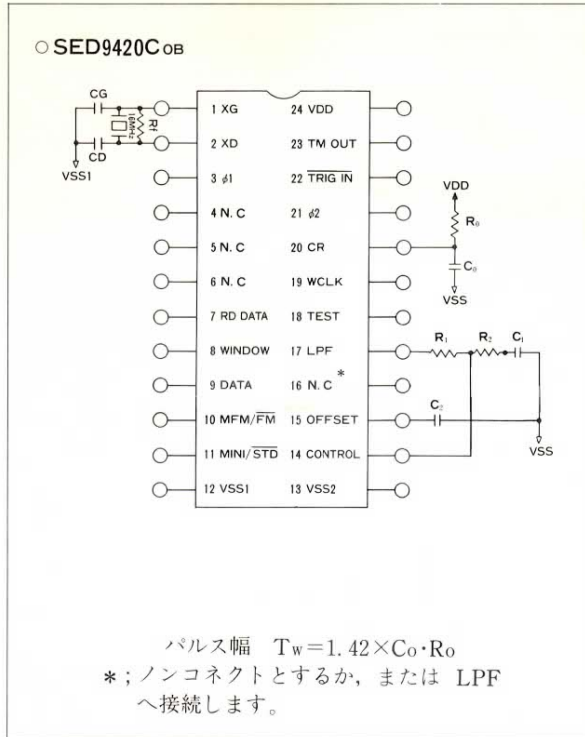 ○ SED9420C0B
CG
16MHz
Rf
CD
VSS1
1 XG
24 VDD
2 XD
23 TM OUT
3 φ1
22 TRIG IN
4 N.C
21 φ2
5 N.C
20 CR
6 N.C
19 WCLK
7 RD DATA
18 TEST
8 WINDOW
17 LPF
9 DATA
16 N.C *
10 MFM/FM
15 OFFSET
11 MINI/STD
14 CONTROL
12 VSS1
13 VSS2
VDD
R0
C0
VSS
R1
R2
C1
C2
VSS
パルス幅 Tw=1.42×Co·Ro
*；ノンコネクトとするか，または LPF
へ接続します。